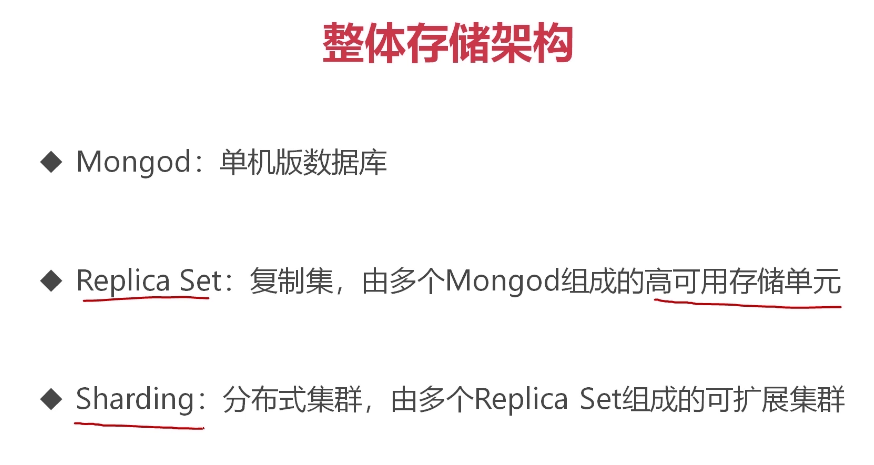 整体存储架构
◆ Mongod：单机版数据库
◆ Replica Set：复制集，由多个Mongod组成的高可用存储单元
◆ Sharding：分布式集群，由多个Replica Set组成的可扩展集群